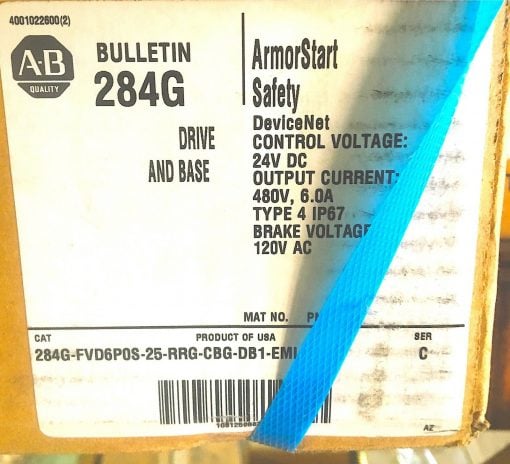 4001022600(2)
A·B
QUALITY
BULLETIN
284G
DRIVE
AND BASE
ArmorStart
Safety
DeviceNet
CONTROL VOLTAGE:
24V DC
OUTPUT CURRENT:
480V, 6.0A
TYPE 4 IP67
BRAKE VOLTAGE
120V AC
MAT NO.
CAT PRODUCT OF USA SER
284G-FVD6P0S-25-RRG-CBG-DB1-EMI C
AZ